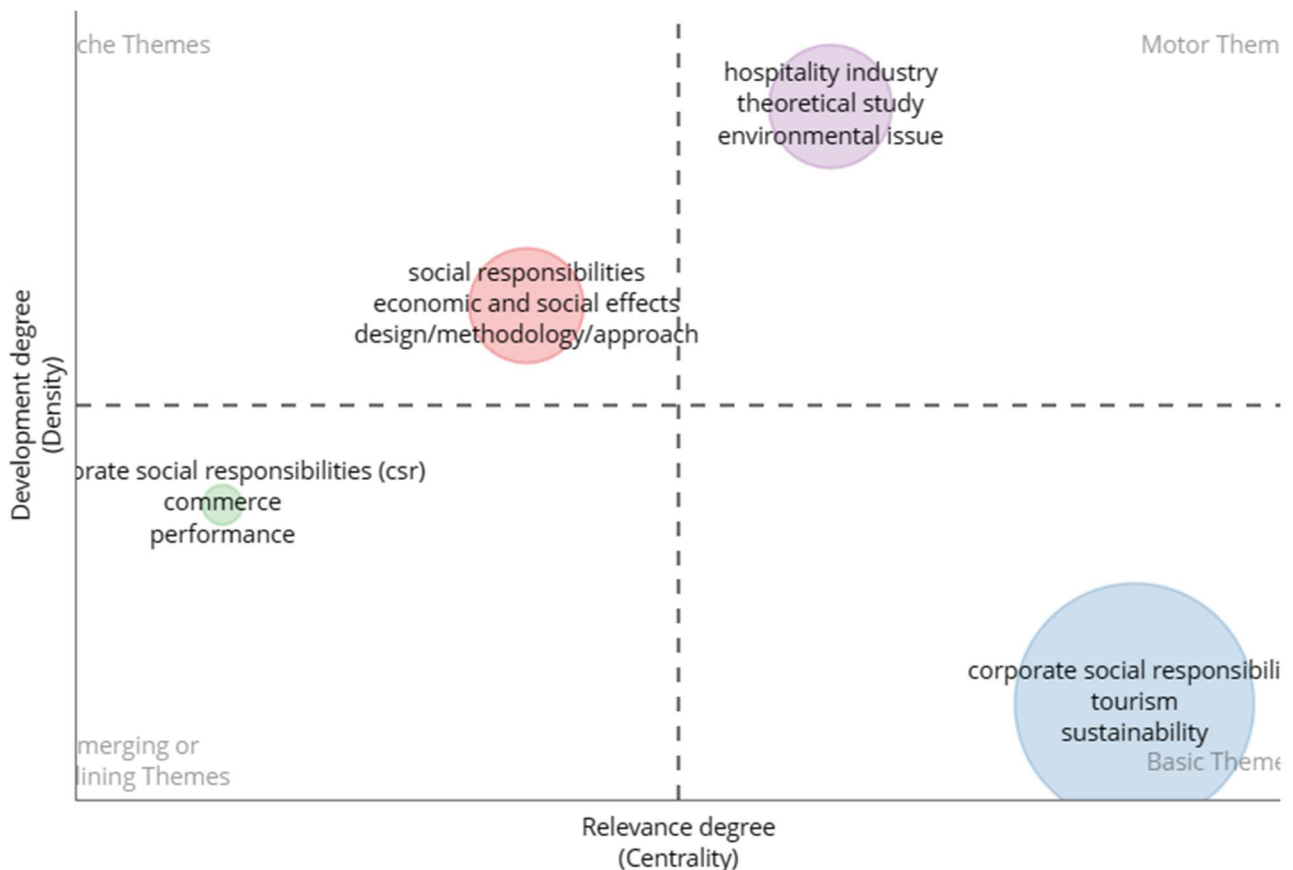 che Themes
Motor Them
hospitality industry
theoretical study
environmental issue
social responsibilities
economic and social effects
design/methodology/approach
Development degree
(Density)
orate social responsibilities (csr)
commerce
performance
corporate social responsibili
tourism
sustainability
merging or
lining Themes
Basic Theme
Relevance degree
(Centrality)